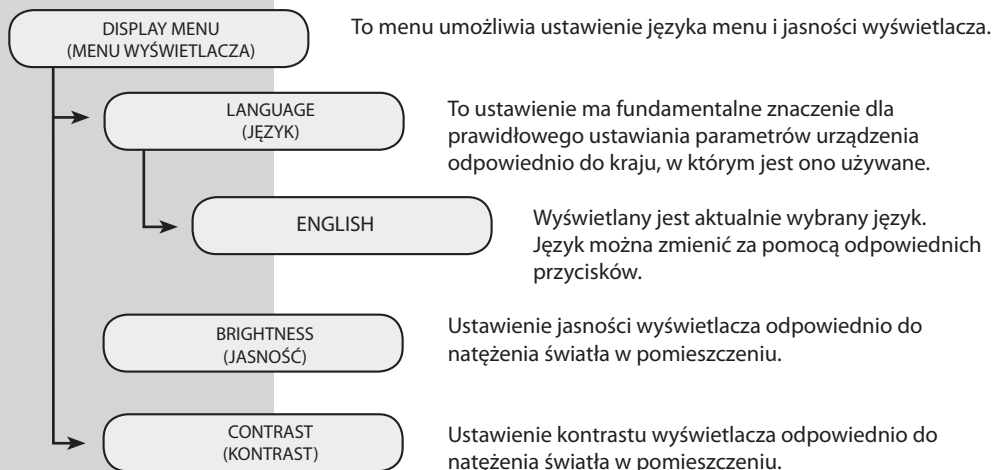 DISPLAY MENU
(MENU WYŚWIETLACZA)
To menu umożliwia ustawienie języka menu i jasności wyświetlacza.
LANGUAGE
(JĘZYK)
To ustawienie ma fundamentalne znaczenie dla
prawidłowego ustawiania parametrów urządzenia
odpowiednio do kraju, w którym jest ono używane.
ENGLISH
Wyświetlany jest aktualnie wybrany język.
Język można zmienić za pomocą odpowiednich
przycisków.
BRIGHTNESS
(JASNOŚĆ)
Ustawienie jasności wyświetlacza odpowiednio do
natężenia światła w pomieszczeniu.
CONTRAST
(KONTRAST)
Ustawienie kontrastu wyświetlacza odpowiednio do
natężenia światła w pomieszczeniu.